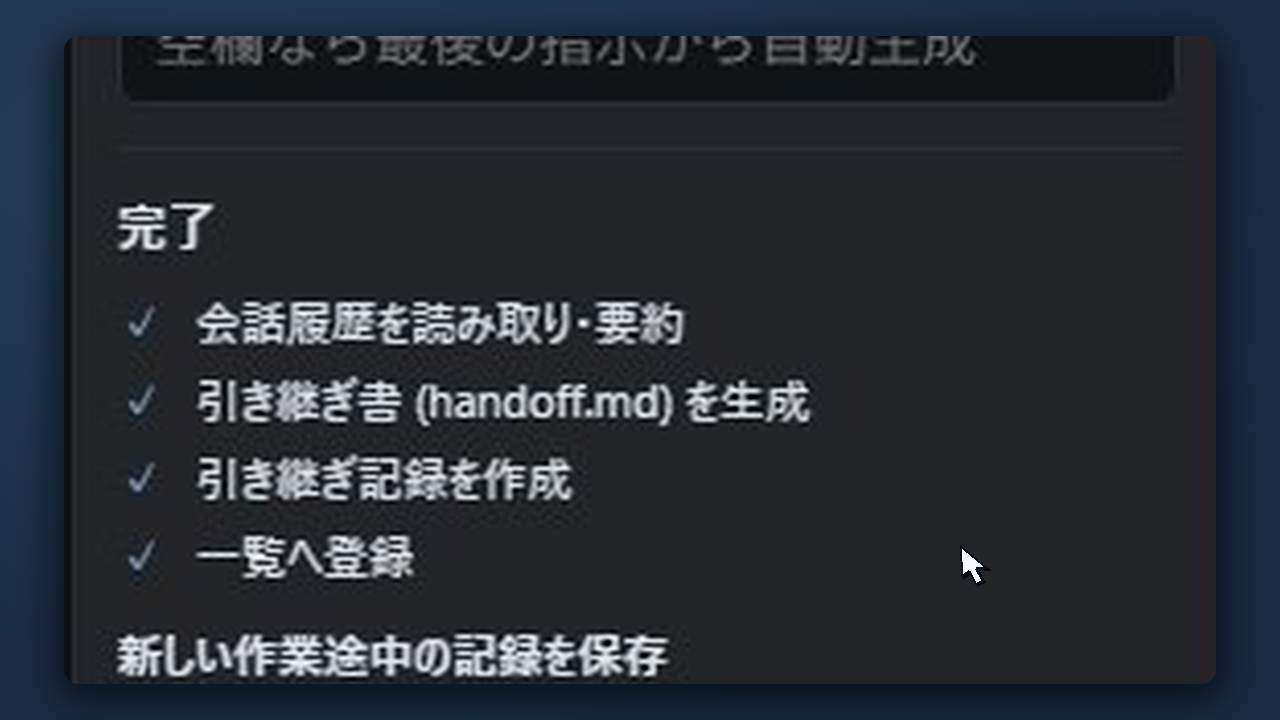 空欄なら最後の指示から自動生成
完了
✓ 会話履歴を読み取り・要約
✓ 引き継ぎ書 (handoff.md) を生成
✓ 引き継ぎ記録を作成
✓ 一覧へ登録
新しい作業途中の記録を保存